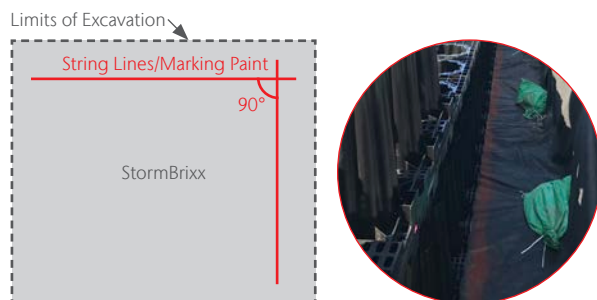 Limits of Excavation
String Lines/Marking Paint
90°
StormBrixx